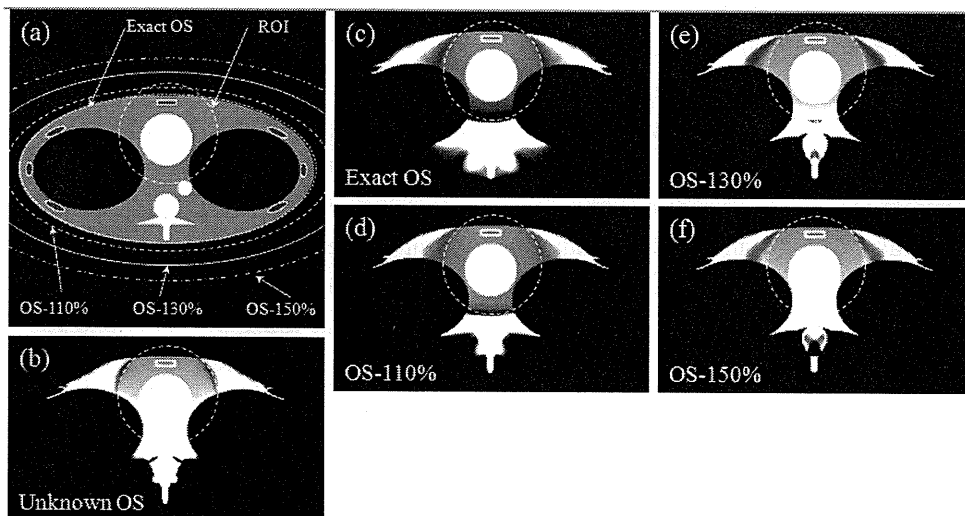 (a)
Exact OS
ROI
OS-110%
OS-130%
OS-150%
(b)
Unknown OS
(c)
Exact OS
(d)
OS-110%
(e)
OS-130%
(f)
OS-150%